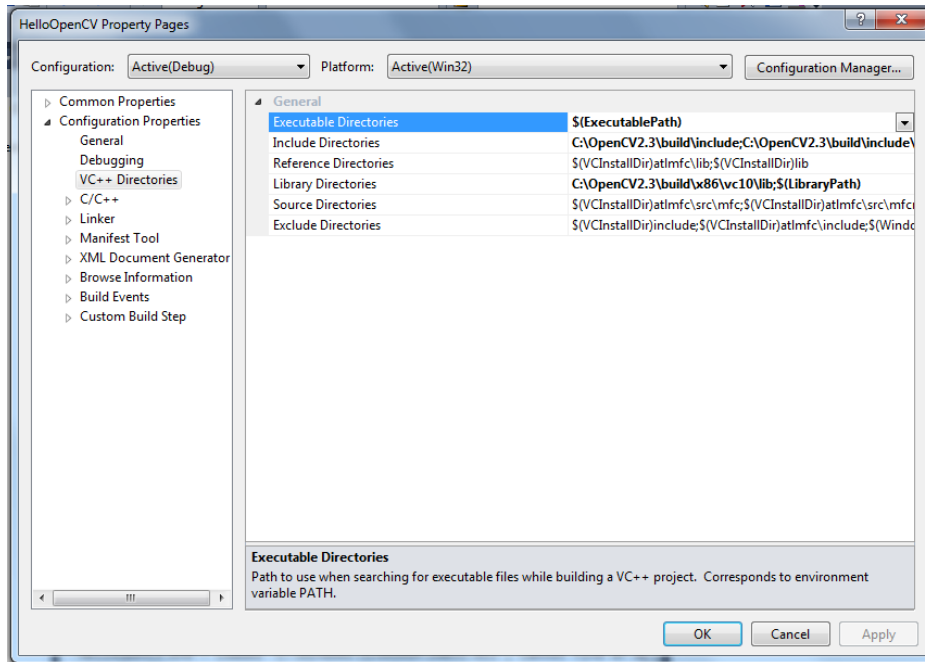 HelloOpenCV Property Pages
Configuration: Active(Debug) Platform: Active(Win32) Configuration Manager...
Common Properties
Configuration Properties
General
Debugging
VC++ Directories
C/C++
Linker
Manifest Tool
XML Document Generator
Browse Information
Build Events
Custom Build Step
General
Executable Directories $(ExecutablePath)
Include Directories C:\OpenCV2.3\build\include;C:\OpenCV2.3\build\include\
Reference Directories $(VCInstallDir)atlmfc\lib;$(VCInstallDir)lib
Library Directories C:\OpenCV2.3\build\x86\vc10\lib;$(LibraryPath)
Source Directories $(VCInstallDir)atlmfc\src\mfc;$(VCInstallDir)atlmfc\src\mfc
Exclude Directories $(VCInstallDir)include;$(VCInstallDir)atlmfc\include;$(Windo
Executable Directories
Path to use when searching for executable files while building a VC++ project. Corresponds to environment
variable PATH.
OK Cancel Apply